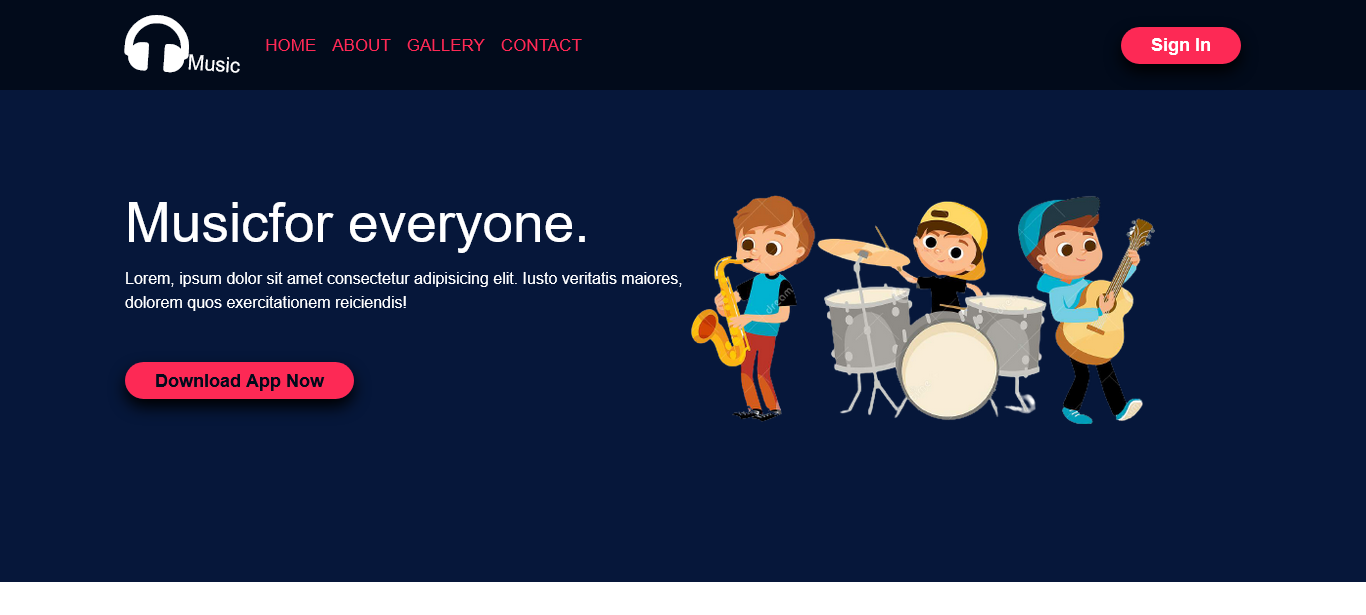 Music
HOME ABOUT GALLERY CONTACT
Sign In
Musicfor everyone.
Lorem, ipsum dolor sit amet consectetur adipisicing elit. Iusto veritatis maiores,
dolorem quos exercitationem reiciendis!
Download App Now